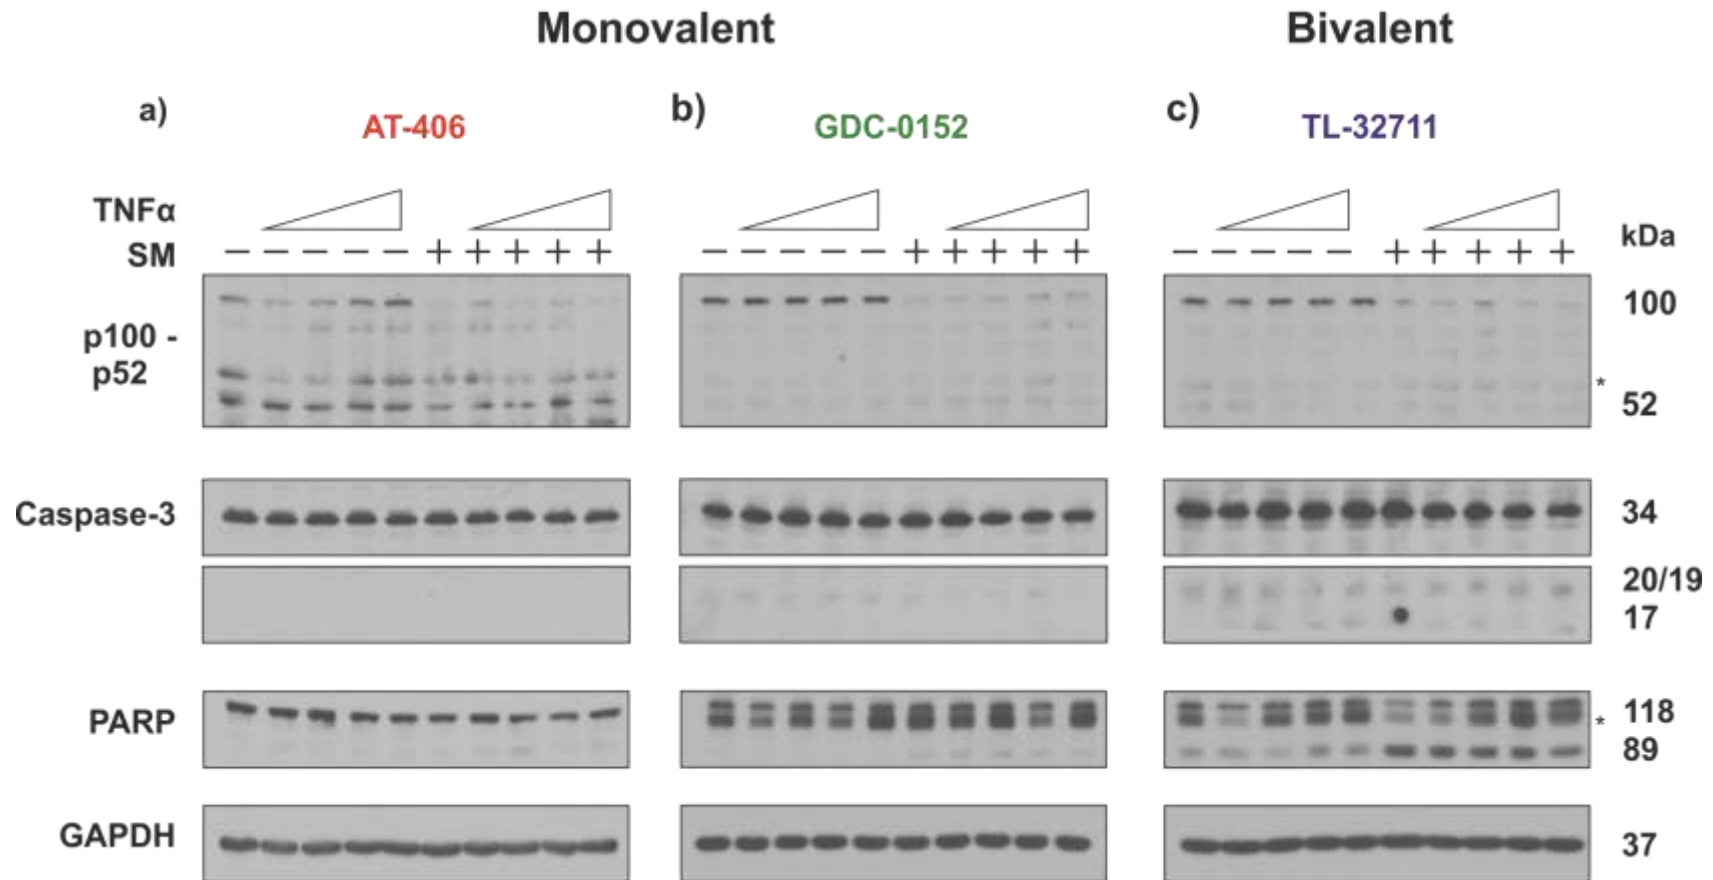 Monovalent
Bivalent
a)
b)
c)
AT-406
GDC-0152
TL-32711
TNFα
SM
− − − − − + + + + +
− − − − − + + + + +
− − − − − + + + + +
kDa
p100 -
p52
100
*
52
Caspase-3
34
20/19
17
PARP
118
*
89
GAPDH
37